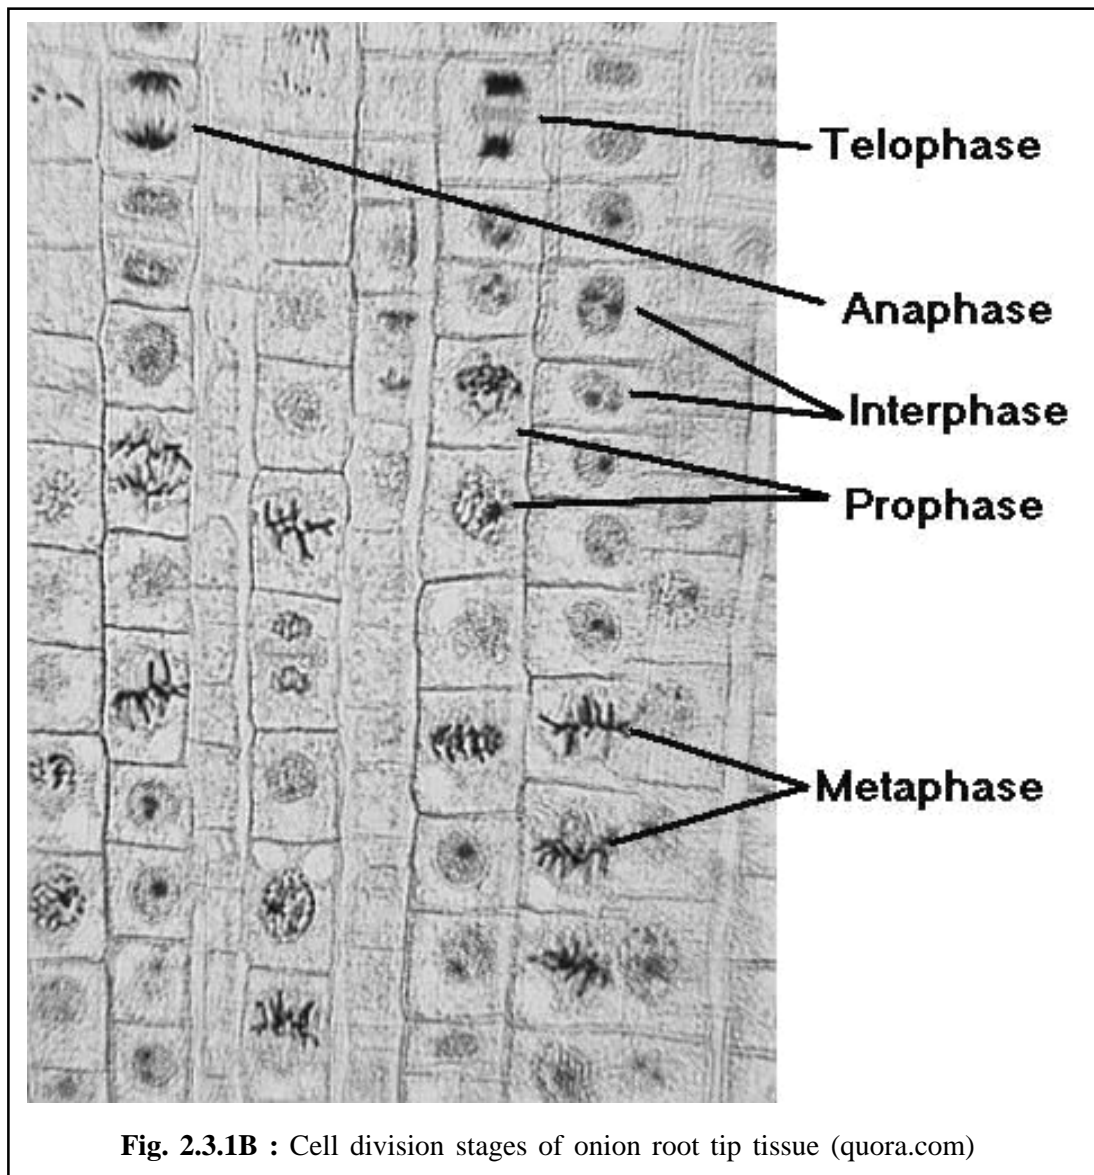 Telophase
Anaphase
Interphase
Prophase
Metaphase
Fig. 2.3.1B : Cell division stages of onion root tip tissue (quora.com)